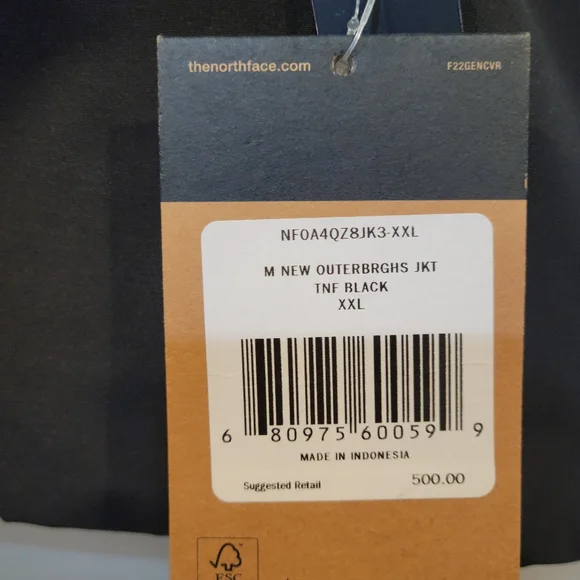 thenorthface.com F22GENCVR
NF0A4QZ8JK3-XXL
M NEW OUTERBRGHS JKT
TNF BLACK
XXL
6 80975 60059 9
MADE IN INDONESIA
Suggested Retail 500.00
FSC